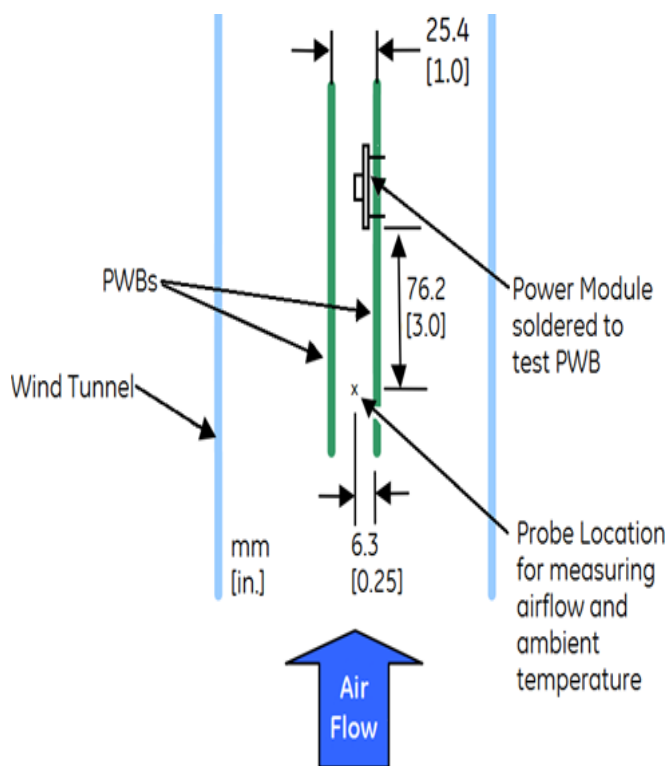 25.4
[1.0]
PWBs
76.2
[3.0]
Power Module
soldered to
test PWB
Wind Tunnel
x
mm
[in.]
6.3
[0.25]
Probe Location
for measuring
airflow and
ambient
temperature
Air
Flow